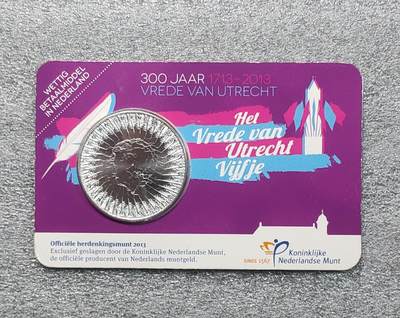 WETTIG
BETAALMIDDEL
IN NEDERLAND
300 JAAR 1713-2013
VREDE VAN UTRECHT
Het
Vrede van
Utrecht
Vijfje
Officiële herdenkingsmunt 2013
Exclusief geslagen door de Koninklijke Nederlandse Munt,
de officiële producent van Nederlands muntgeld.
SINDS 1567
Koninklijke
Nederlandse Munt